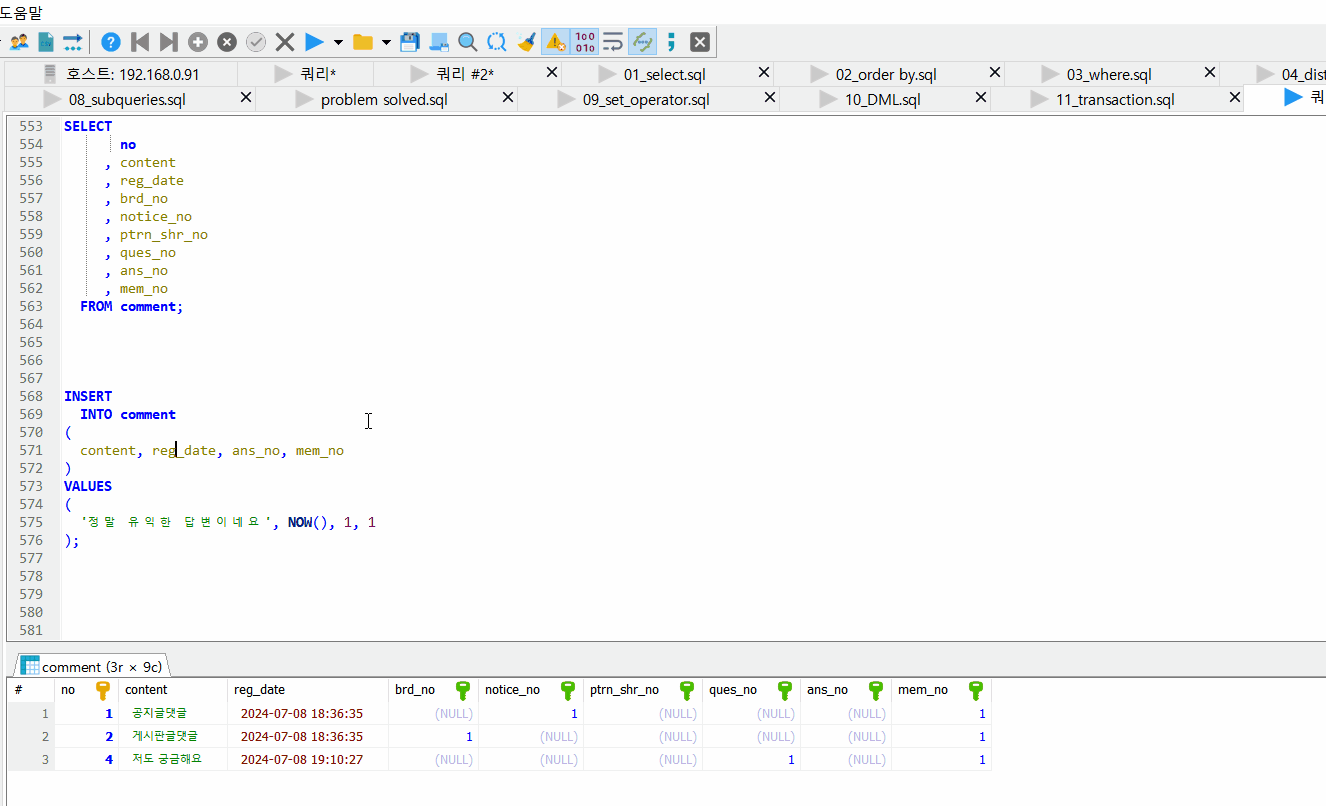 도움말
호스트: 192.168.0.91 쿼리* 쿼리 #2* 01_select.sql 02_order by.sql 03_where.sql 04_dist
08_subqueries.sql problem solved.sql 09_set_operator.sql 10_DML.sql 11_transaction.sql 쿼
553 SELECT
554 no
555 , content
556 , reg_date
557 , brd_no
558 , notice_no
559 , ptrn_shr_no
560 , ques_no
561 , ans_no
562 , mem_no
563 FROM comment;
564
565
566
567
568 INSERT
569 INTO comment
570 (
571 content, reg_date, ans_no, mem_no
572 )
573 VALUES
574 (
575 '정말 유익한 답변이네요', NOW(), 1, 1
576 );
577
578
579
580
581
comment (3r × 9c)
# no content reg_date brd_no notice_no ptrn_shr_no ques_no ans_no mem_no
1 1 공지글댓글 2024-07-08 18:36:35 (NULL) 1 (NULL) (NULL) (NULL) 1
2 2 게시판글댓글 2024-07-08 18:36:35 1 (NULL) (NULL) (NULL) (NULL) 1
3 4 저도 궁금해요 2024-07-08 19:10:27 (NULL) (NULL) (NULL) 1 (NULL) 1